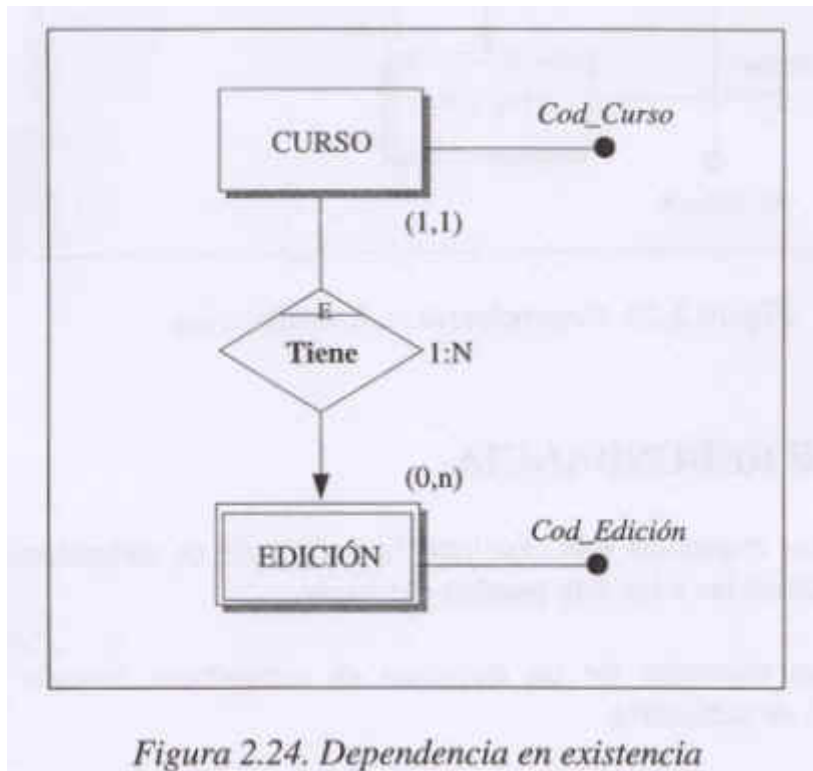 CURSO
Cod_Curso
(1,1)
E
Tiene
1:N
(0,n)
EDICIÓN
Cod_Edición
Figura 2.24. Dependencia en existencia